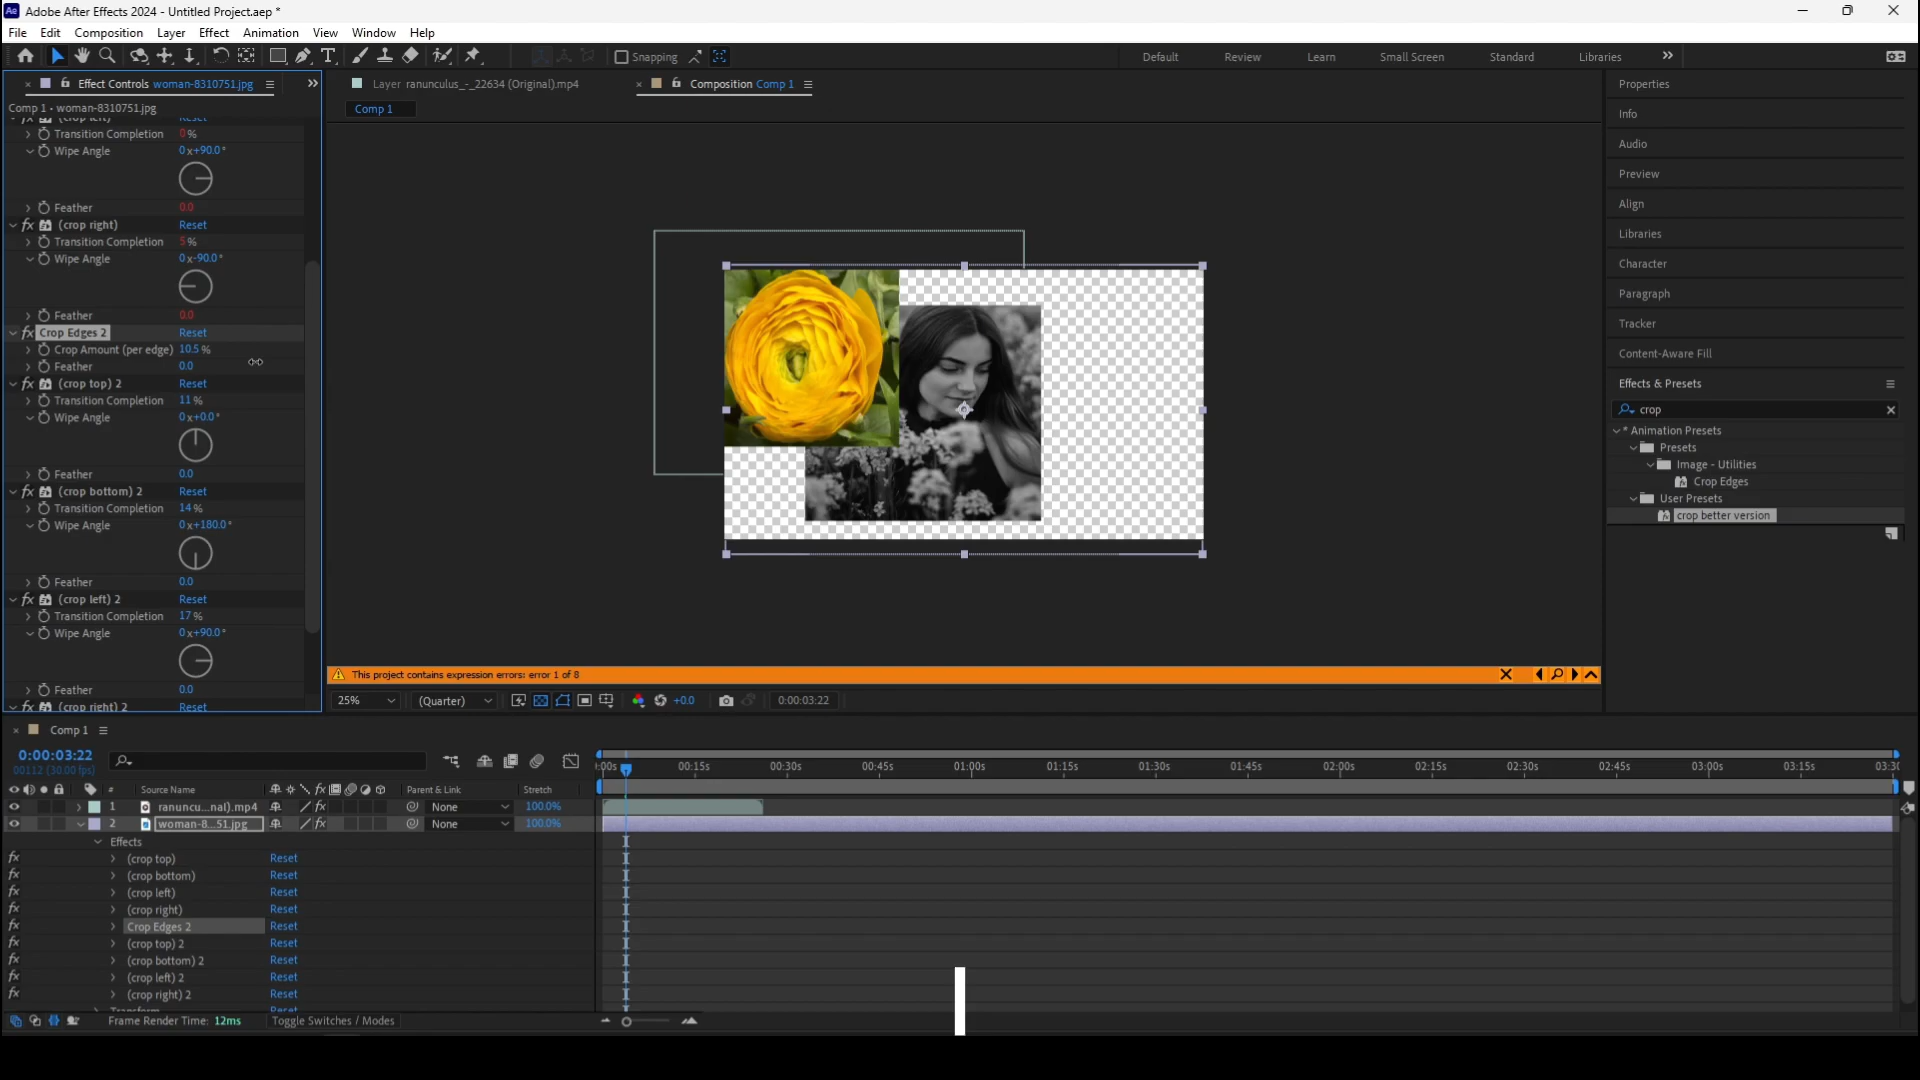 Adobe After Effects 2024 - Untitled Project.aep *
File Edit Composition Layer Effect Animation View Window Help
Snapping Default Review Learn Small Screen Standard Libraries
Effect Controls woman-8310751.jpg
Layer ranunculus_-_22634 (Original).mp4
Composition Comp 1
Comp 1 • woman-8310751.jpg
Comp 1
(crop left) Reset
Transition Completion 0%
Wipe Angle 0x+90.0°
Feather 0.0
(crop right) Reset
Transition Completion 5%
Wipe Angle 0x-90.0°
Feather 0.0
Crop Edges 2 Reset
Crop Amount (per edge) 10.5 %
Feather 0.0
(crop top) 2 Reset
Transition Completion 11 %
Wipe Angle 0x+0.0°
Feather 0.0
(crop bottom) 2 Reset
Transition Completion 14 %
Wipe Angle 0x+180.0°
Feather 0.0
(crop left) 2 Reset
Transition Completion 17 %
Wipe Angle 0x+90.0°
Feather 0.0
(crop right) 2 Reset
This project contains expression errors: error 1 of 8
25% (Quarter) +0.0 0:00:03:22
Properties
Info
Audio
Preview
Align
Libraries
Character
Paragraph
Tracker
Content-Aware Fill
Effects & Presets
crop
* Animation Presets
Presets
Image - Utilities
Crop Edges
User Presets
crop better version
Comp 1
0:00:03:22
00112 (30.00 fps)
:00s 00:15s 00:30s 00:45s 01:00s 01:15s 01:30s 01:45s 02:00s 02:15s 02:30s 02:45s 03:00s 03:15s 03:30
# Source Name Parent & Link Stretch
1 ranuncu...nal).mp4 None 100.0%
2 woman-8...51.jpg None 100.0%
Effects
(crop top) Reset
(crop bottom) Reset
(crop left) Reset
(crop right) Reset
Crop Edges 2 Reset
(crop top) 2 Reset
(crop bottom) 2 Reset
(crop left) 2 Reset
(crop right) 2 Reset
Transform Reset
Frame Render Time: 12ms Toggle Switches / Modes